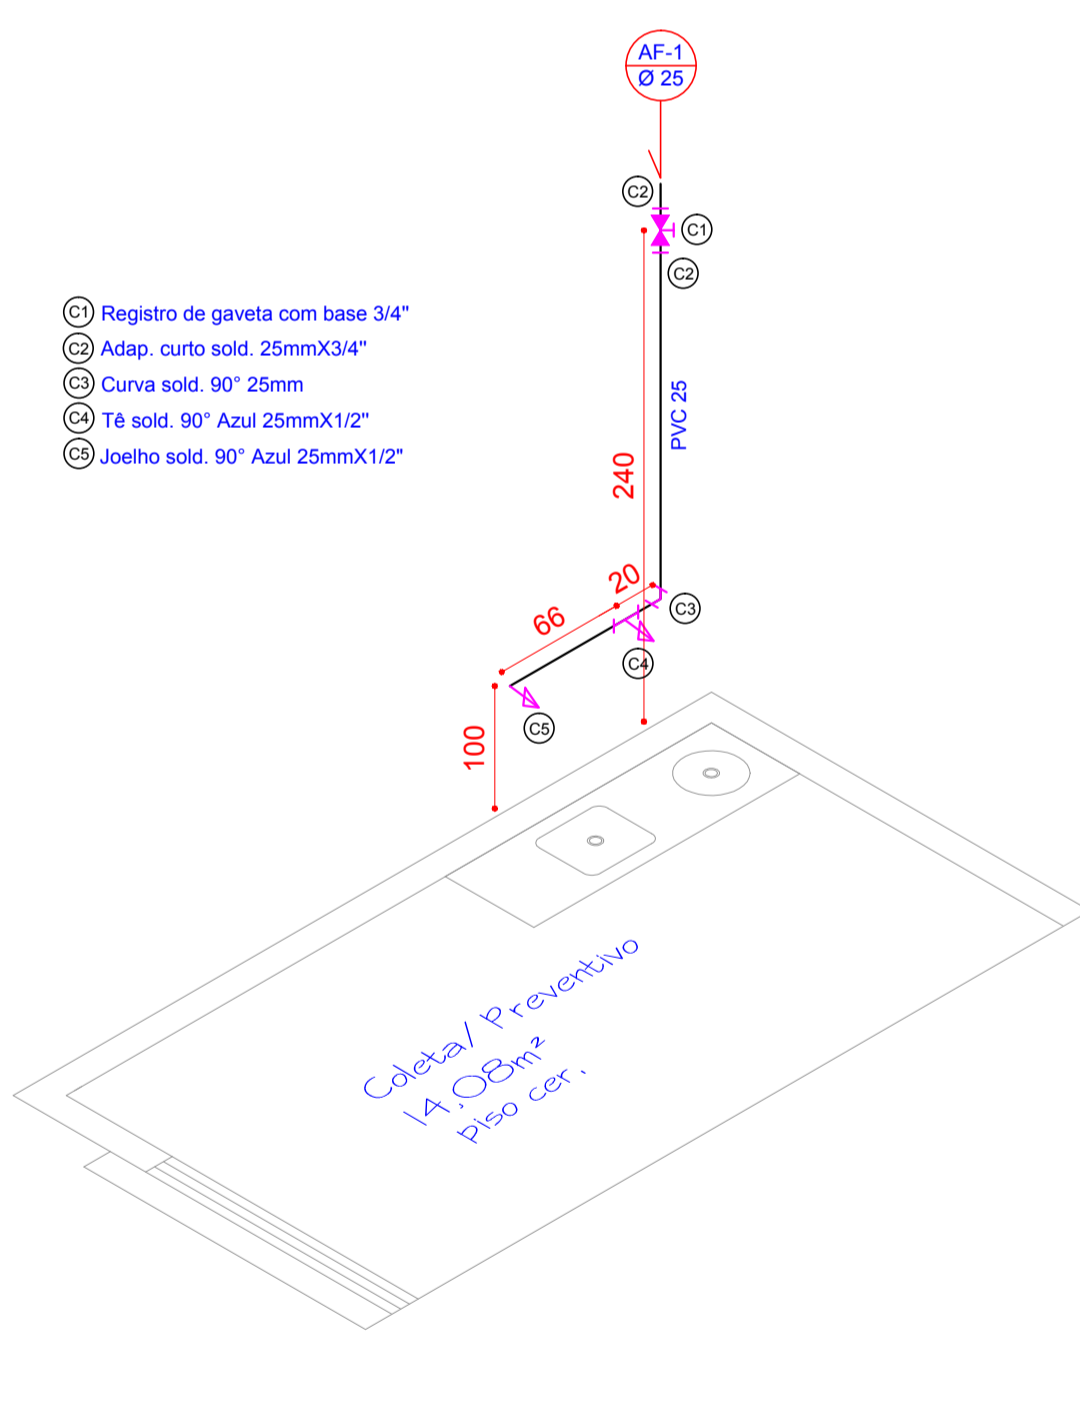 AF-1
Ø 25
C2
C1
C2
C1 Registro de gaveta com base 3/4"
C2 Adap. curto sold. 25mmX3/4"
C3 Curva sold. 90° 25mm
C4 Tê sold. 90° Azul 25mmX1/2"
C5 Joelho sold. 90° Azul 25mmX1/2"
PVC 25
240
20
66
C3
C4
C5
100
Coleta/ Preventivo
14,08m²
piso cer.